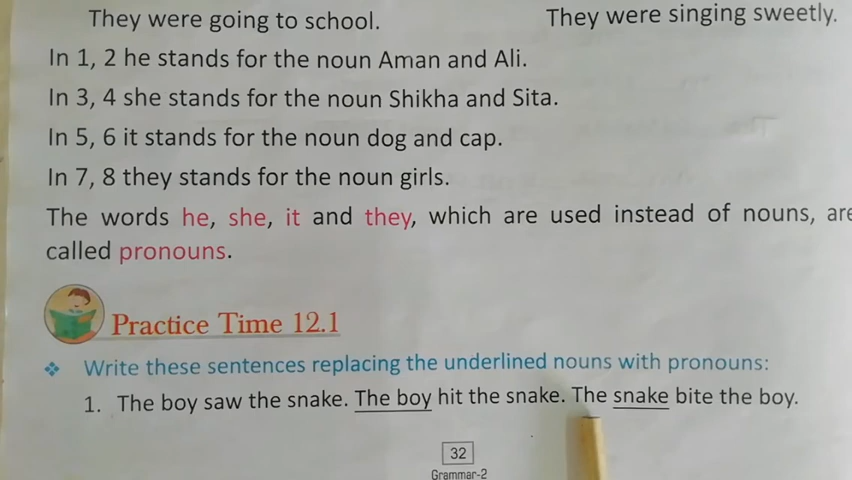 They were going to school. They were singing sweetly.
In 1, 2 he stands for the noun Aman and Ali.
In 3, 4 she stands for the noun Shikha and Sita.
In 5, 6 it stands for the noun dog and cap.
In 7, 8 they stands for the noun girls.
The words he, she, it and they, which are used instead of nouns, are
called pronouns.
Practice Time 12.1
❖ Write these sentences replacing the underlined nouns with pronouns:
1. The boy saw the snake. The boy hit the snake. The snake bite the boy.
32
Grammar-2